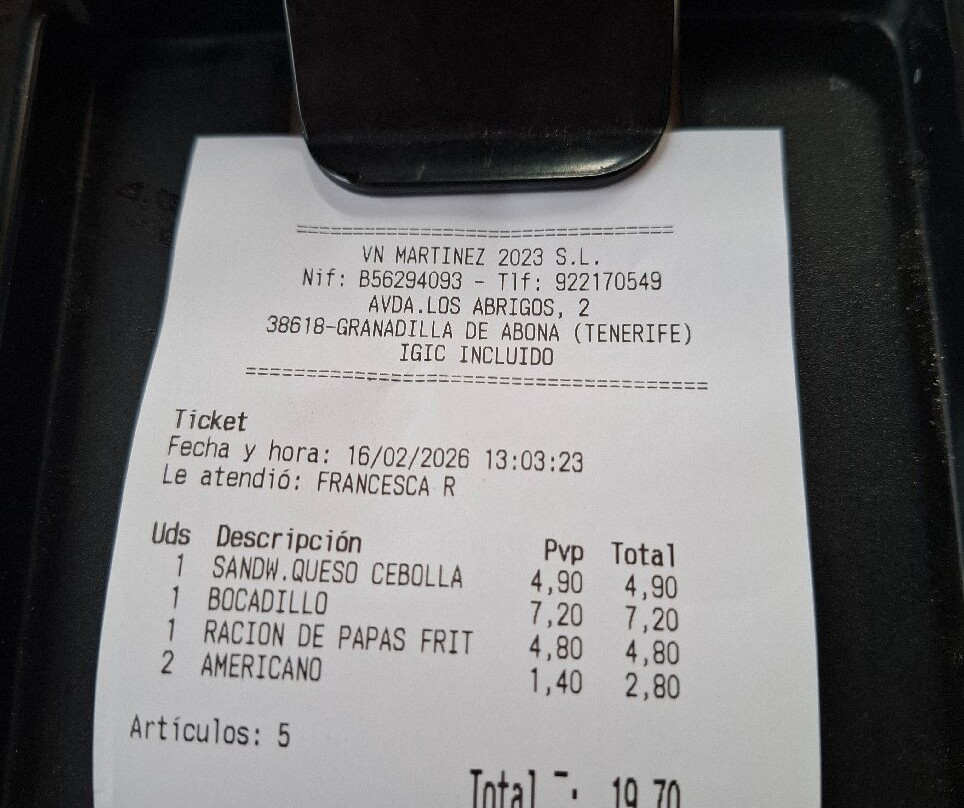 ========================================
VN MARTINEZ 2023 S.L.
Nif: B56294093 - Tlf: 922170549
AVDA.LOS ABRIGOS, 2
38618-GRANADILLA DE ABONA (TENERIFE)
IGIC INCLUIDO
================================================
Ticket
Fecha y hora: 16/02/2026 13:03:23
Le atendió: FRANCESCA R
Uds Descripción Pvp Total
1 SANDW.QUESO CEBOLLA 4,90 4,90
1 BOCADILLO 7,20 7,20
1 RACION DE PAPAS FRIT 4,80 4,80
2 AMERICANO 1,40 2,80
Artículos: 5
Total 19,70